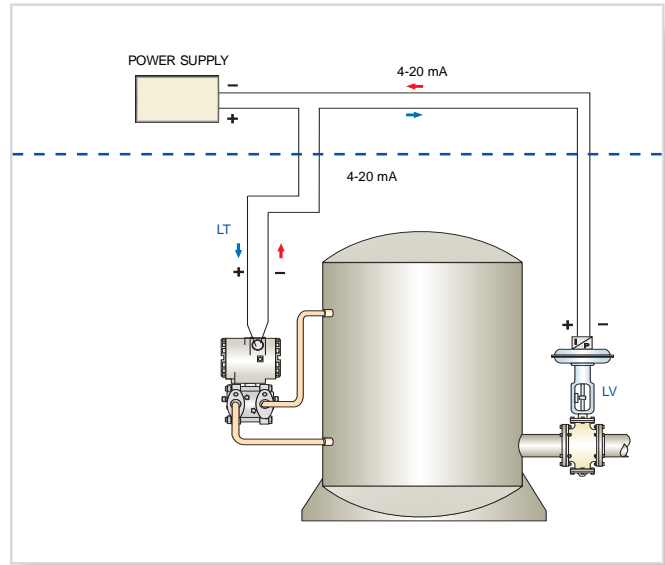 POWER SUPPLY
−
+
4-20 mA
4-20 mA
LT
+ −
+ −
I P
LV